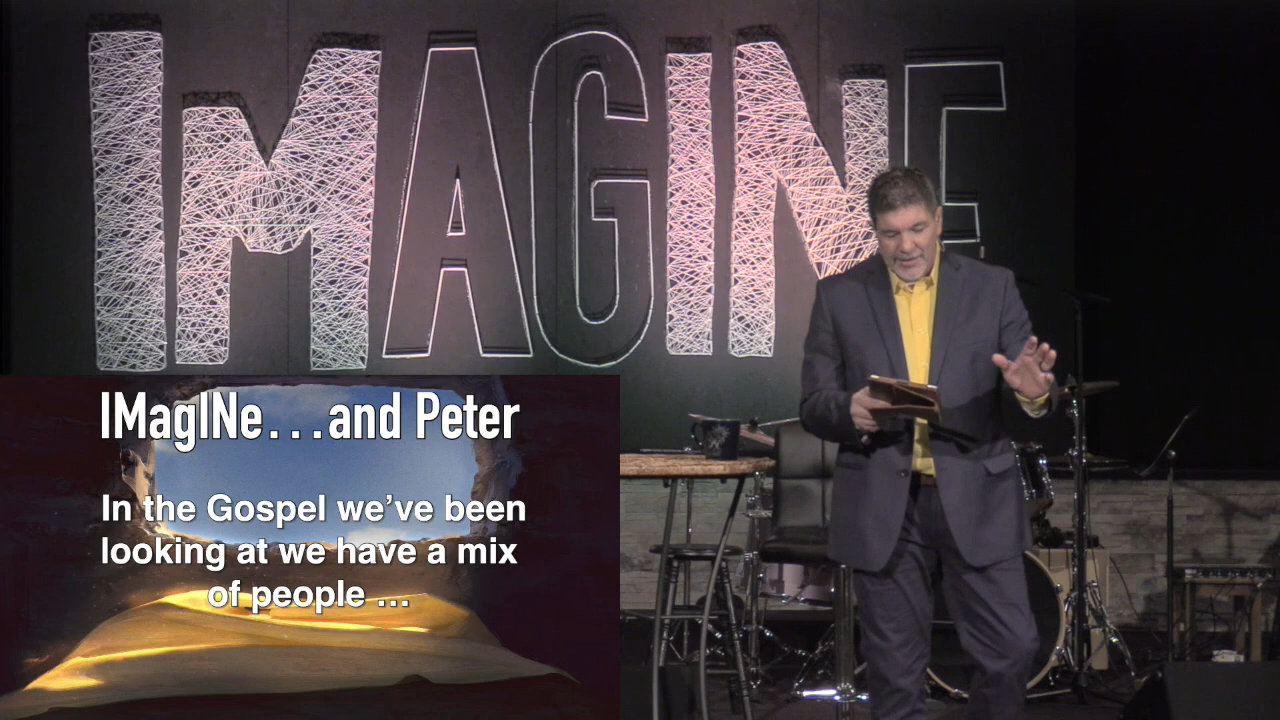 IMAGINE
IMagINe...and Peter
In the Gospel we've been
looking at we have a mix
of people ...